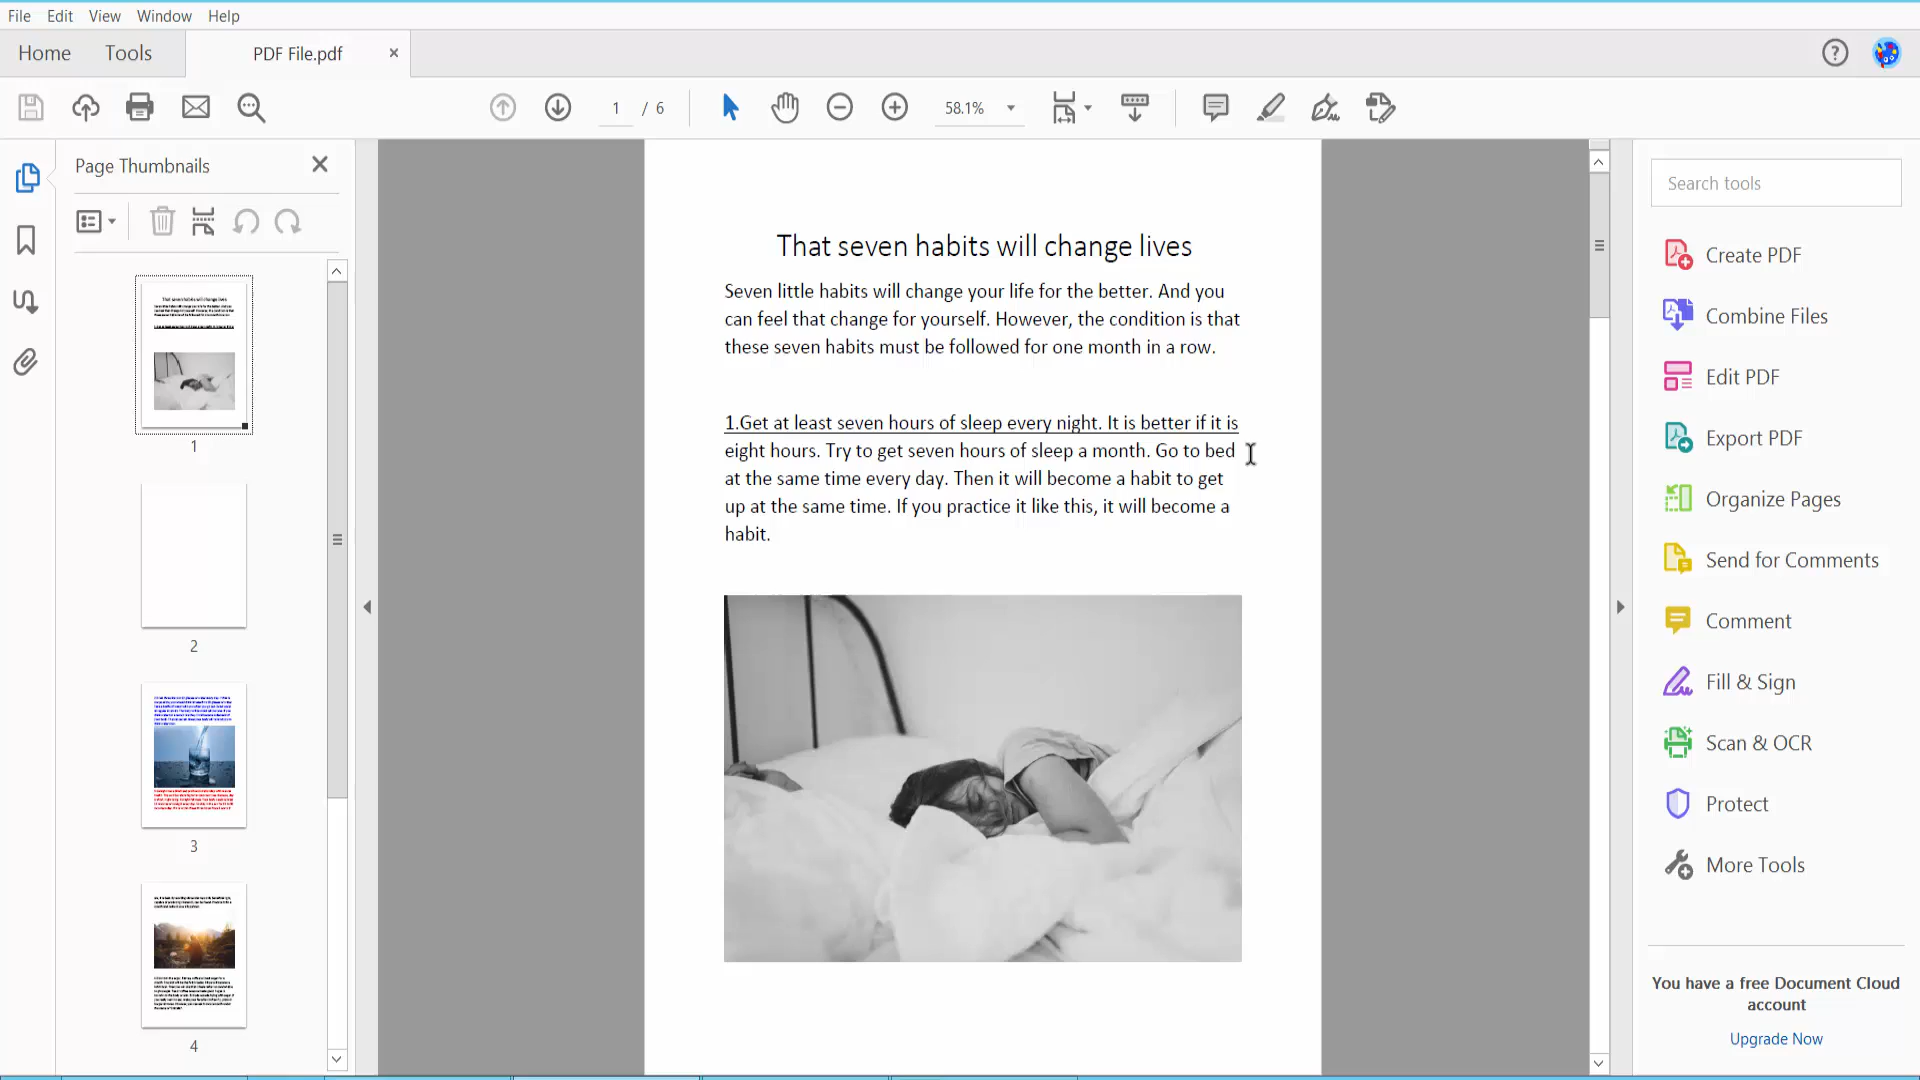 File Edit View Window Help
Home Tools PDF File.pdf
1 / 6 58.1%
Page Thumbnails
1
2
3
4
That seven habits will change lives
Seven little habits will change your life for the better. And you
can feel that change for yourself. However, the condition is that
these seven habits must be followed for one month in a row.
1.Get at least seven hours of sleep every night. It is better if it is
eight hours. Try to get seven hours of sleep a month. Go to bed
at the same time every day. Then it will become a habit to get
up at the same time. If you practice it like this, it will become a
habit.
Search tools
Create PDF
Combine Files
Edit PDF
Export PDF
Organize Pages
Send for Comments
Comment
Fill & Sign
Scan & OCR
Protect
More Tools
You have a free Document Cloud
account
Upgrade Now